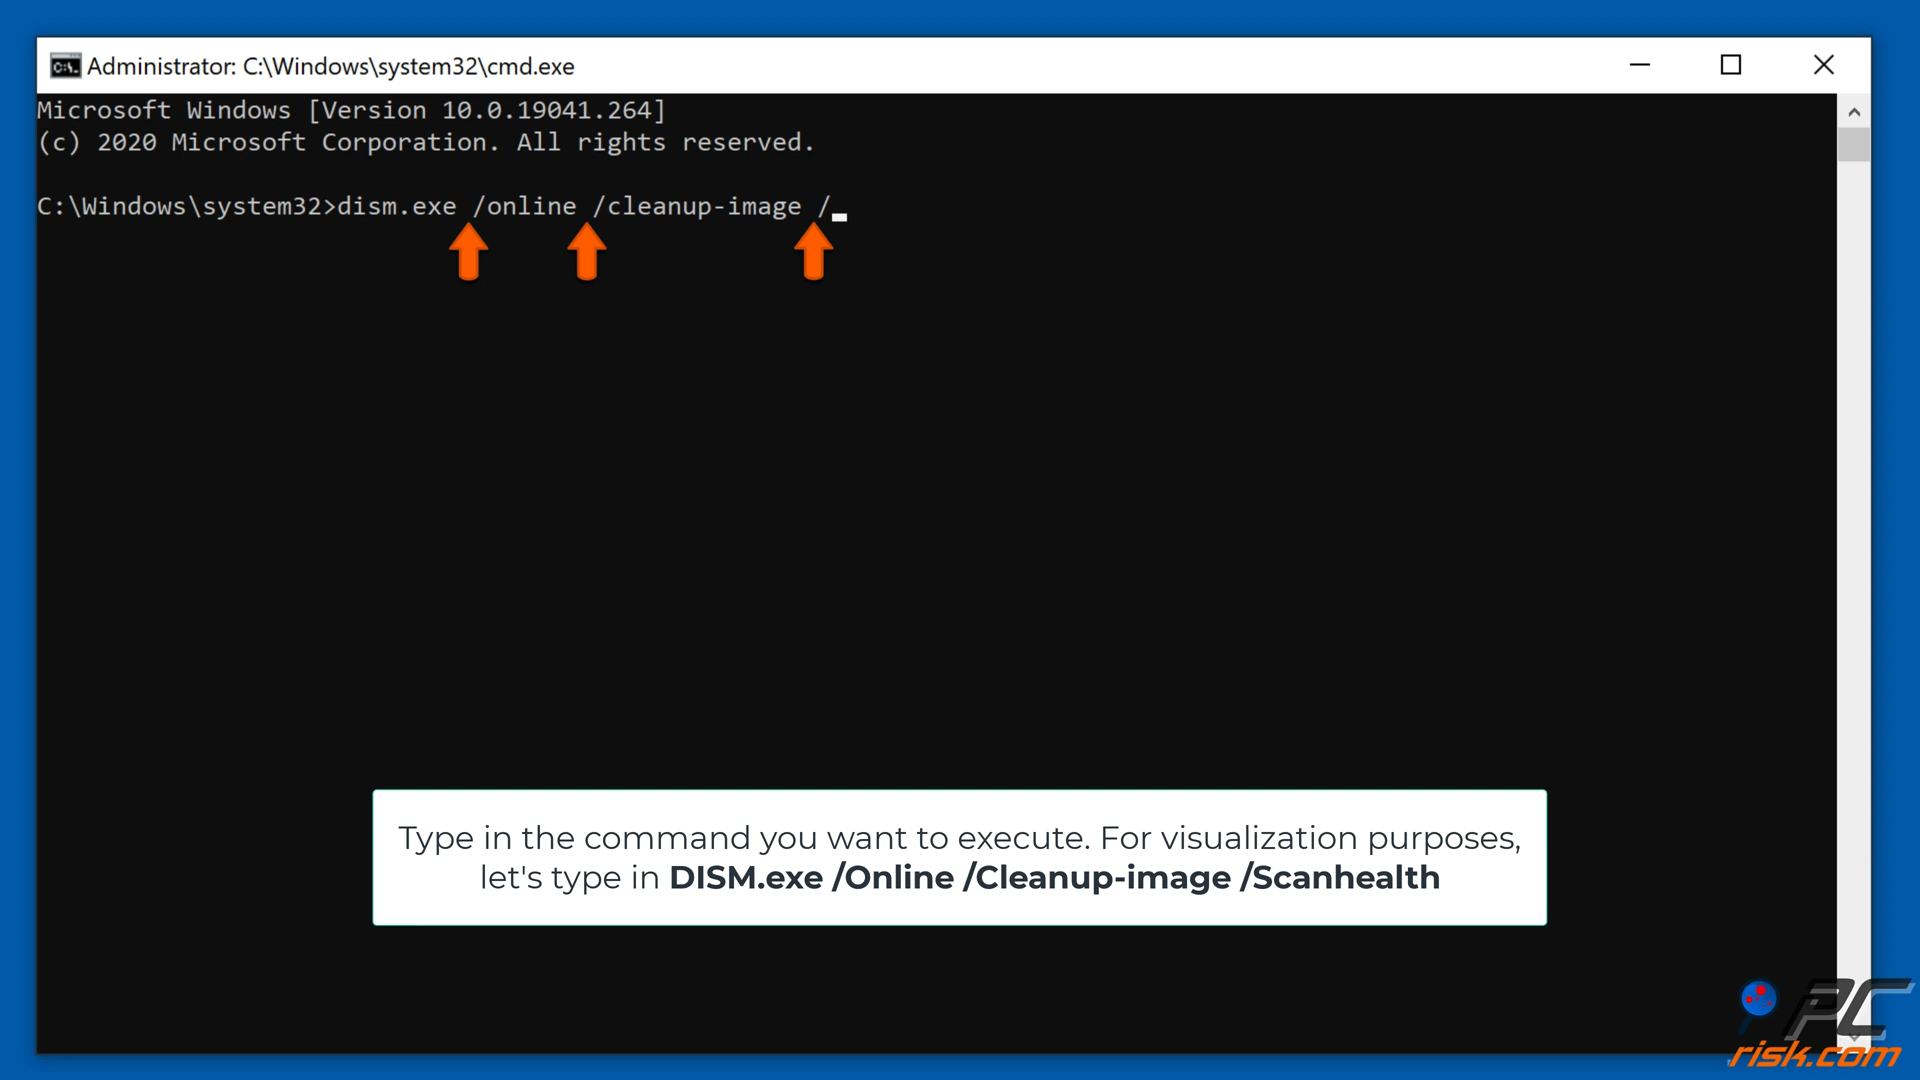 Administrator: C:\Windows\system32\cmd.exe
Microsoft Windows [Version 10.0.19041.264]
(c) 2020 Microsoft Corporation. All rights reserved.
C:\Windows\system32>dism.exe /online /cleanup-image /
Type in the command you want to execute. For visualization purposes,
let's type in DISM.exe /Online /Cleanup-image /Scanhealth
PC
risk.com